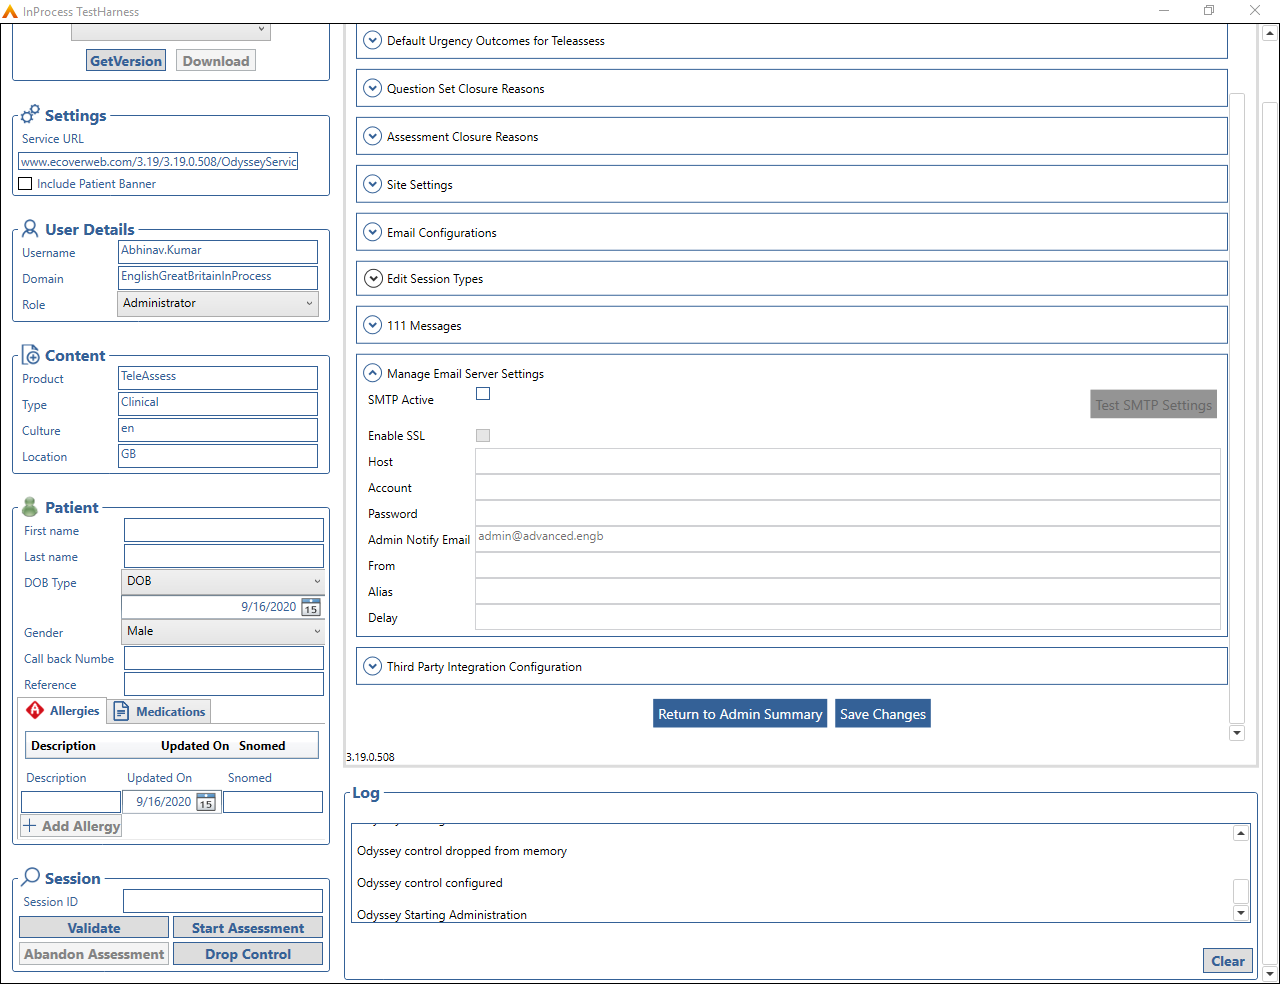 InProcess TestHarness
GetVersion
Download
Settings
Service URL
www.ecoverweb.com/3.19/3.19.0.508/OdysseyServic
Include Patient Banner
User Details
Username
Abhinav.Kumar
Domain
EnglishGreatBritainInProcess
Role
Administrator
Content
Product
TeleAssess
Type
Clinical
Culture
en
Location
GB
Patient
First name
Last name
DOB Type
DOB
9/16/2020
15
Gender
Male
Call back Numbe
Reference
Allergies
Medications
Description Updated On Snomed
Description Updated On Snomed
9/16/2020
15
Add Allergy
Session
Session ID
Validate
Start Assessment
Abandon Assessment
Drop Control
Default Urgency Outcomes for Teleassess
Question Set Closure Reasons
Assessment Closure Reasons
Site Settings
Email Configurations
Edit Session Types
111 Messages
Manage Email Server Settings
SMTP Active
Test SMTP Settings
Enable SSL
Host
Account
Password
Admin Notify Email
admin@advanced.engb
From
Alias
Delay
Third Party Integration Configuration
Return to Admin Summary
Save Changes
3.19.0.508
Log
Odyssey control dropped from memory
Odyssey control configured
Odyssey Starting Administration
Clear